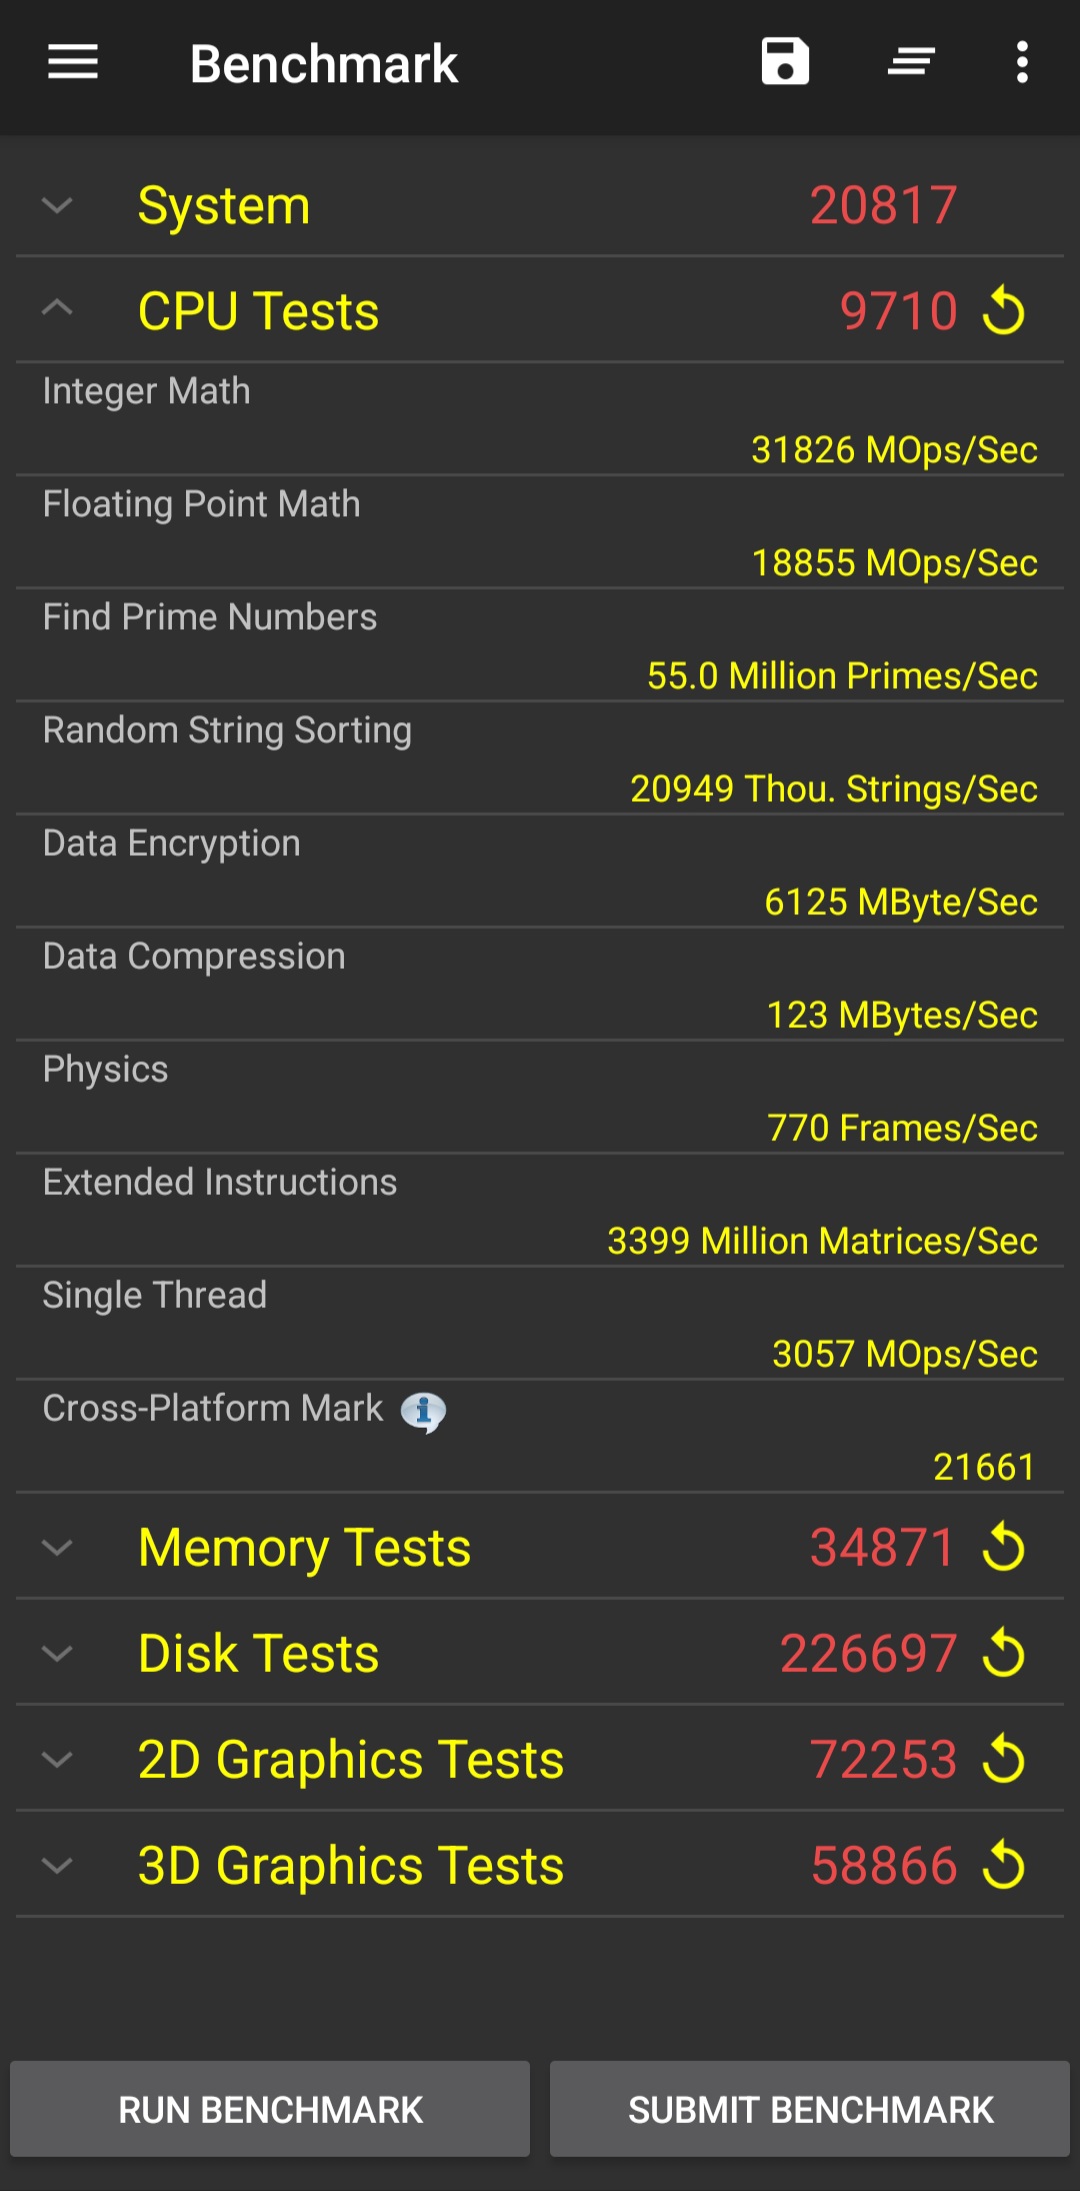 Benchmark
System 20817
CPU Tests 9710
Integer Math
31826 MOps/Sec
Floating Point Math
18855 MOps/Sec
Find Prime Numbers
55.0 Million Primes/Sec
Random String Sorting
20949 Thou. Strings/Sec
Data Encryption
6125 MByte/Sec
Data Compression
123 MBytes/Sec
Physics
770 Frames/Sec
Extended Instructions
3399 Million Matrices/Sec
Single Thread
3057 MOps/Sec
Cross-Platform Mark
21661
Memory Tests 34871
Disk Tests 226697
2D Graphics Tests 72253
3D Graphics Tests 58866
RUN BENCHMARK SUBMIT BENCHMARK